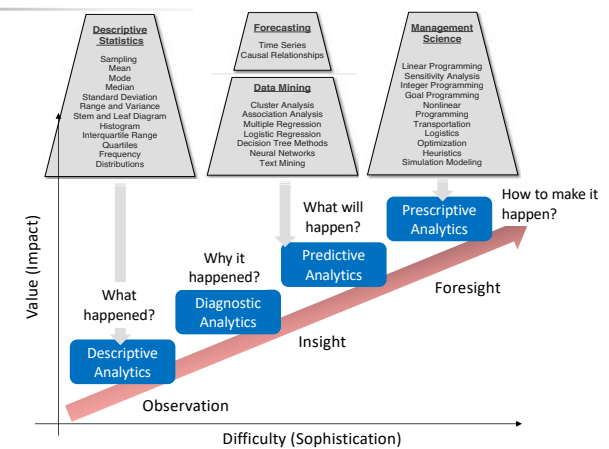 Descriptive
Statistics
Sampling
Mean
Mode
Median
Standard Deviation
Range and Variance
Stem and Leaf Diagram
Histogram
Interquartile Range
Quartiles
Frequency
Distributions
Forecasting
Time Series
Causal Relationships
Data Mining
Cluster Analysis
Association Analysis
Multiple Regression
Logistic Regression
Decision Tree Methods
Neural Networks
Text Mining
Management
Science
Linear Programming
Sensitivity Analysis
Integer Programming
Goal Programming
Nonlinear
Programming
Transportation
Logistics
Optimization
Heuristics
Simulation Modeling
How to make it
happen?
Prescriptive
Analytics
What will
happen?
Predictive
Analytics
Why it
happened?
Diagnostic
Analytics
What
happened?
Descriptive
Analytics
Foresight
Insight
Observation
Value (Impact)
Difficulty (Sophistication)